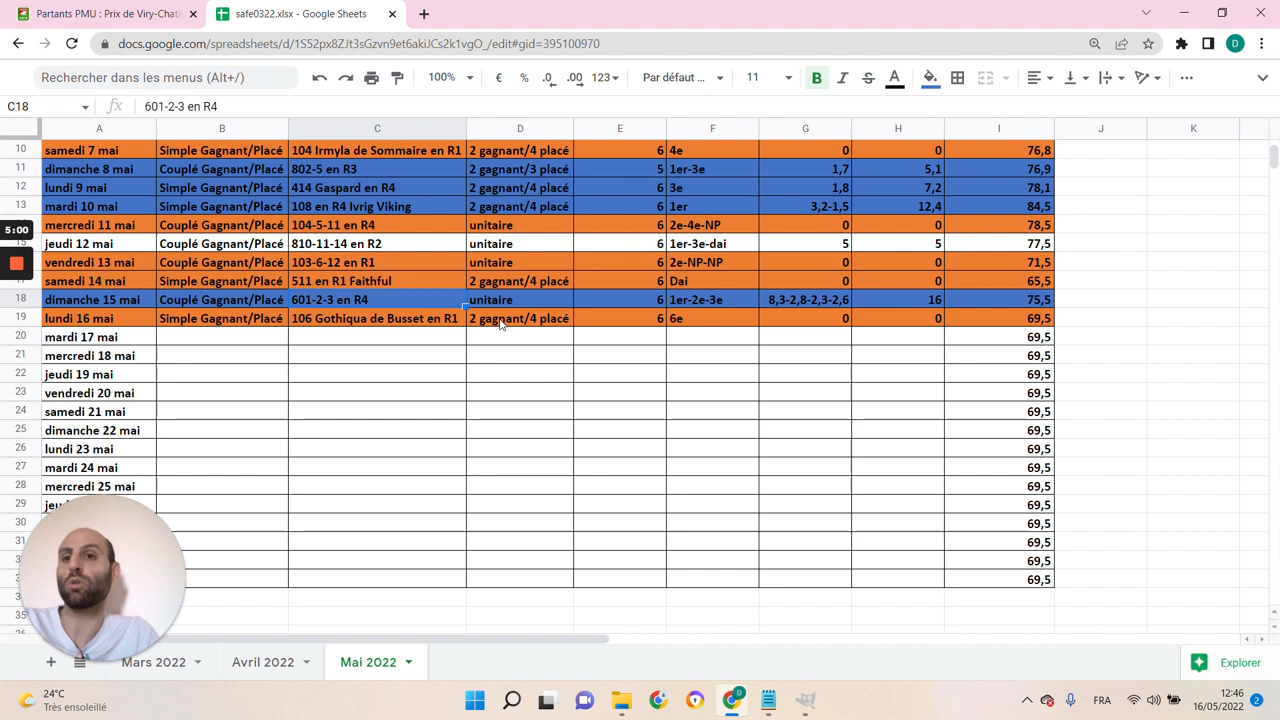 Partants PMU : Prix de Viry-Chatil
safe0322.xlsx - Google Sheets
docs.google.com/spreadsheets/d/1S52px8ZJt3sGzvn9et6akiJCs2k1vgQ_/edit#gid=395100970
Rechercher dans les menus (Alt+/)
100% € % .0 .00 123 Par défaut ... 11 B I S A
C18 fx 601-2-3 en R4
A B C D E F G H I J K
10 samedi 7 mai Simple Gagnant/Placé 104 Irmyla de Sommaire en R1 2 gagnant/4 placé 6 4e 0 0 76,8
11 dimanche 8 mai Couplé Gagnant/Placé 802-5 en R3 2 gagnant/3 placé 5 1er-3e 1,7 5,1 76,9
12 lundi 9 mai Simple Gagnant/Placé 414 Gaspard en R4 2 gagnant/4 placé 6 3e 1,8 7,2 78,1
13 mardi 10 mai Simple Gagnant/Placé 108 en R4 Ivrig Viking 2 gagnant/4 placé 6 1er 3,2-1,5 12,4 84,5
mercredi 11 mai Couplé Gagnant/Placé 104-5-11 en R4 unitaire 6 2e-4e-NP 0 0 78,5
5:00
15 jeudi 12 mai Couplé Gagnant/Placé 810-11-14 en R2 unitaire 6 1er-3e-dai 5 5 77,5
vendredi 13 mai Couplé Gagnant/Placé 103-6-12 en R1 unitaire 6 2e-NP-NP 0 0 71,5
samedi 14 mai Simple Gagnant/Placé 511 en R1 Faithful 2 gagnant/4 placé 6 Dai 0 0 65,5
18 dimanche 15 mai Couplé Gagnant/Placé 601-2-3 en R4 unitaire 6 1er-2e-3e 8,3-2,8-2,3-2,6 16 75,5
19 lundi 16 mai Simple Gagnant/Placé 106 Gothiqua de Busset en R1 2 gagnant/4 placé 6 6e 0 0 69,5
20 mardi 17 mai 69,5
21 mercredi 18 mai 69,5
22 jeudi 19 mai 69,5
23 vendredi 20 mai 69,5
24 samedi 21 mai 69,5
25 dimanche 22 mai 69,5
26 lundi 23 mai 69,5
27 mardi 24 mai 69,5
28 mercredi 25 mai 69,5
29 69,5
30 69,5
31 69,5
69,5
69,5
35
Mars 2022 Avril 2022 Mai 2022 Explorer
24°C
Très ensoleillé
FRA
12:46
16/05/2022
2